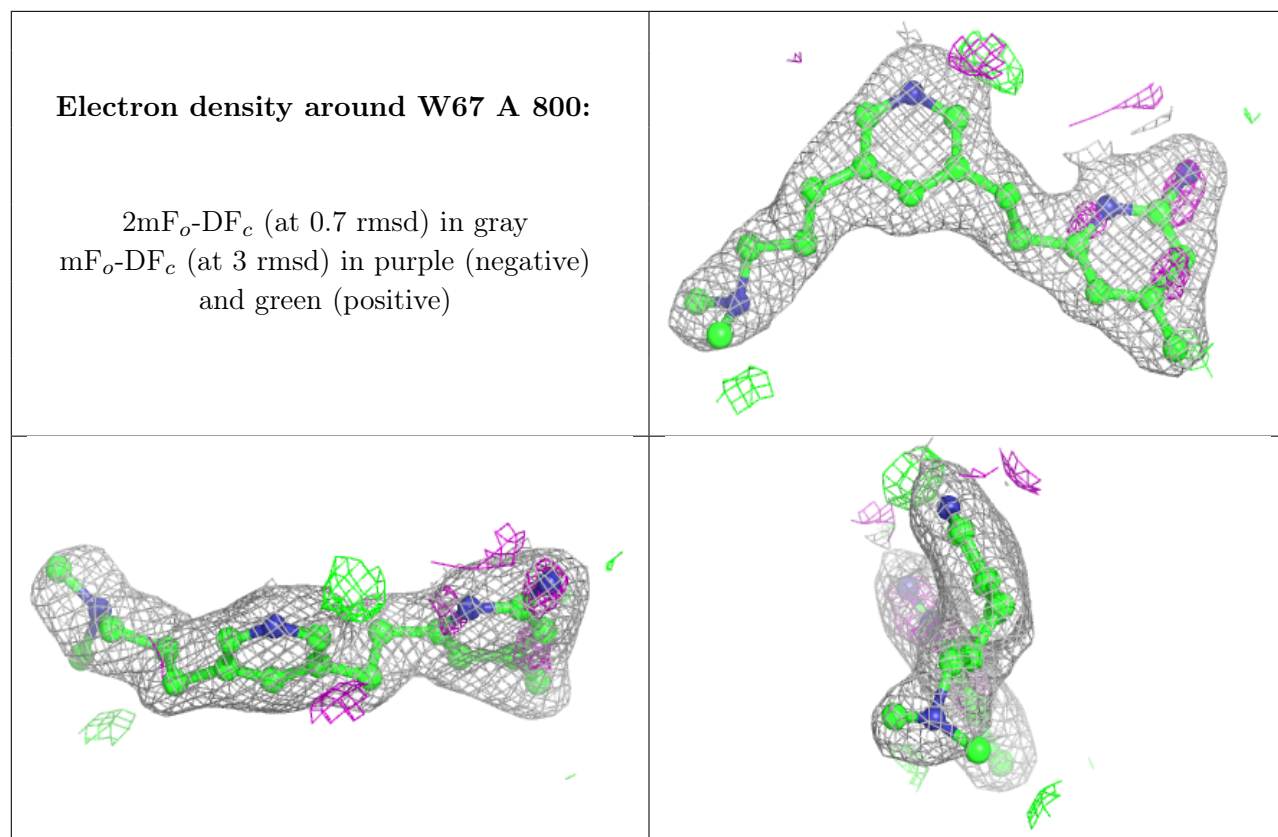 Electron density around W67 A 800:
2mFo-DFc (at 0.7 rmsd) in gray
mFo-DFc (at 3 rmsd) in purple (negative)
and green (positive)